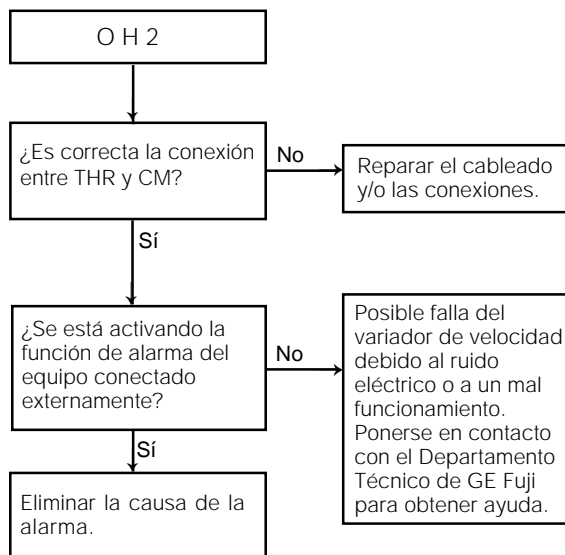 O H 2
¿Es correcta la conexión
entre THR y CM?
No
Reparar el cableado
y/o las conexiones.
Sí
¿Se está activando la
función de alarma del
equipo conectado
externamente?
No
Posible falla del
variador de velocidad
debido al ruido
eléctrico o a un mal
funcionamiento.
Ponerse en contacto
con el Departamento
Técnico de GE Fuji
para obtener ayuda.
Sí
Eliminar la causa de la
alarma.